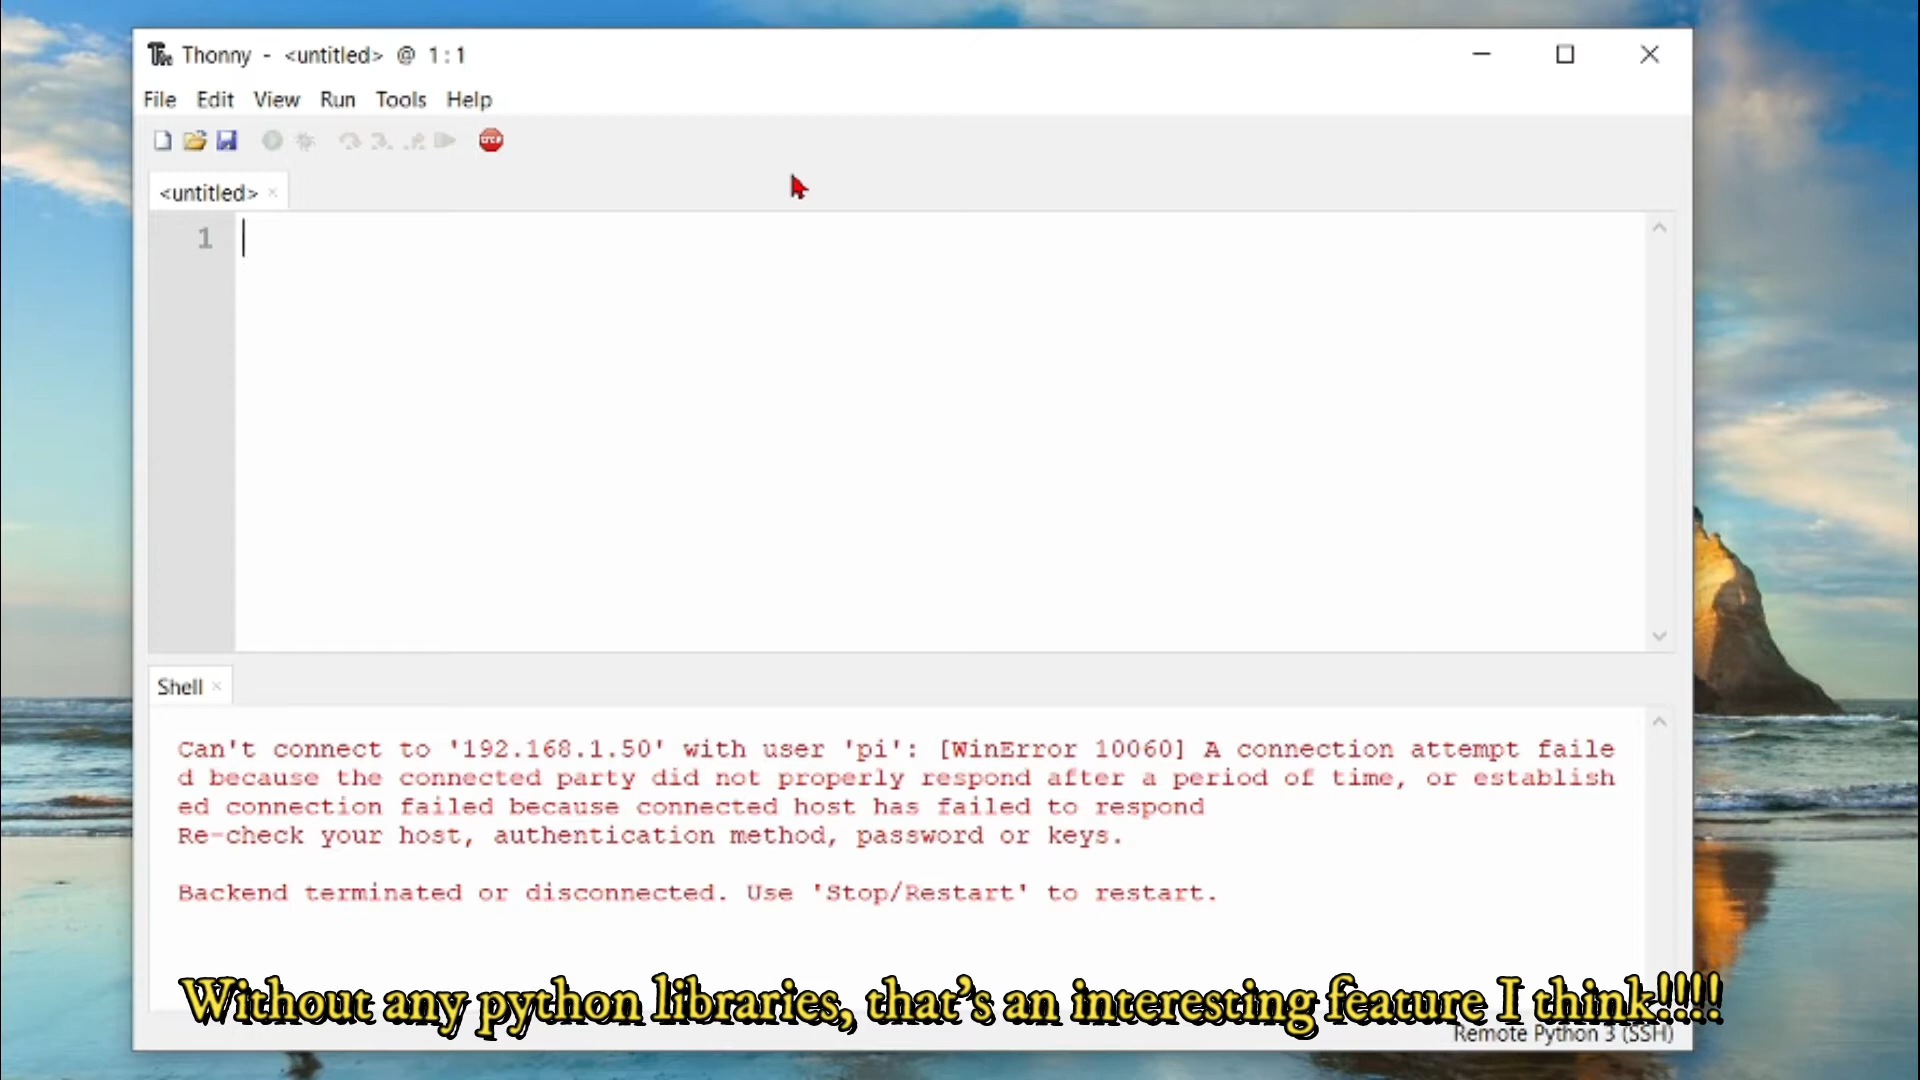 Thonny - <untitled> @ 1:1
File Edit View Run Tools Help
STOP
<untitled> ×
1
Shell ×
Can't connect to '192.168.1.50' with user 'pi': [WinError 10060] A connection attempt faile
d because the connected party did not properly respond after a period of time, or establish
ed connection failed because connected host has failed to respond
Re-check your host, authentication method, password or keys.
Backend terminated or disconnected. Use 'Stop/Restart' to restart.
Without any python libraries, that's an interesting feature I think!!!!
Remote Python 3 (SSH)